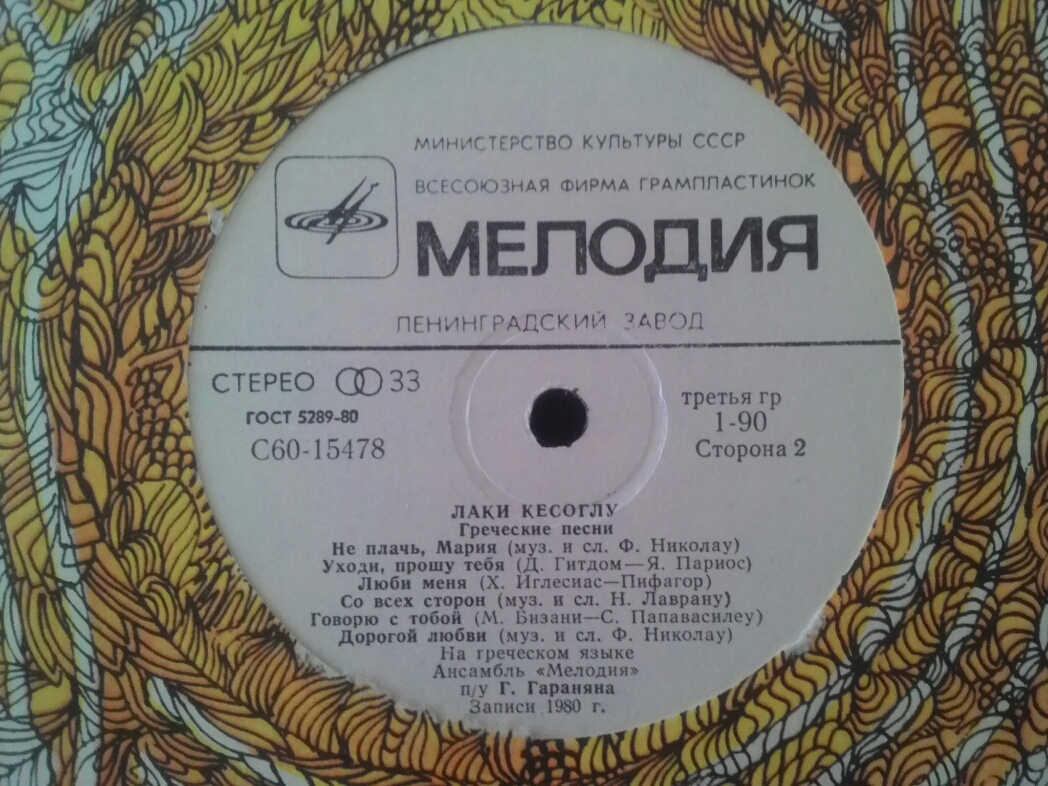 МИНИСТЕРСТВО КУЛЬТУРЫ СССР
ВСЕСОЮЗНАЯ ФИРМА ГРАМПЛАСТИНОК
МЕЛОДИЯ
ЛЕНИНГРАДСКИЙ ЗАВОД
СТЕРЕО 33
ГОСТ 5289-80
С60-15478
третья гр
1-90
Сторона 2
ЛАКИ КЕСОГЛУ
Греческие песни
Не плачь, Мария (муз. и сл. Ф. Николау)
Уходи, прошу тебя (Д. Гитдом—Я. Париос)
Люби меня (Х. Иглесиас—Пифагор)
Со всех сторон (муз. и сл. Н. Лаврану)
Говорю с тобой (М. Бизани—С. Папавасилеу)
Дорогой любви (муз. и сл. Ф. Николау)
На греческом языке
Ансамбль «Мелодия»
п/у Г. Гараняна
Записи 1980 г.